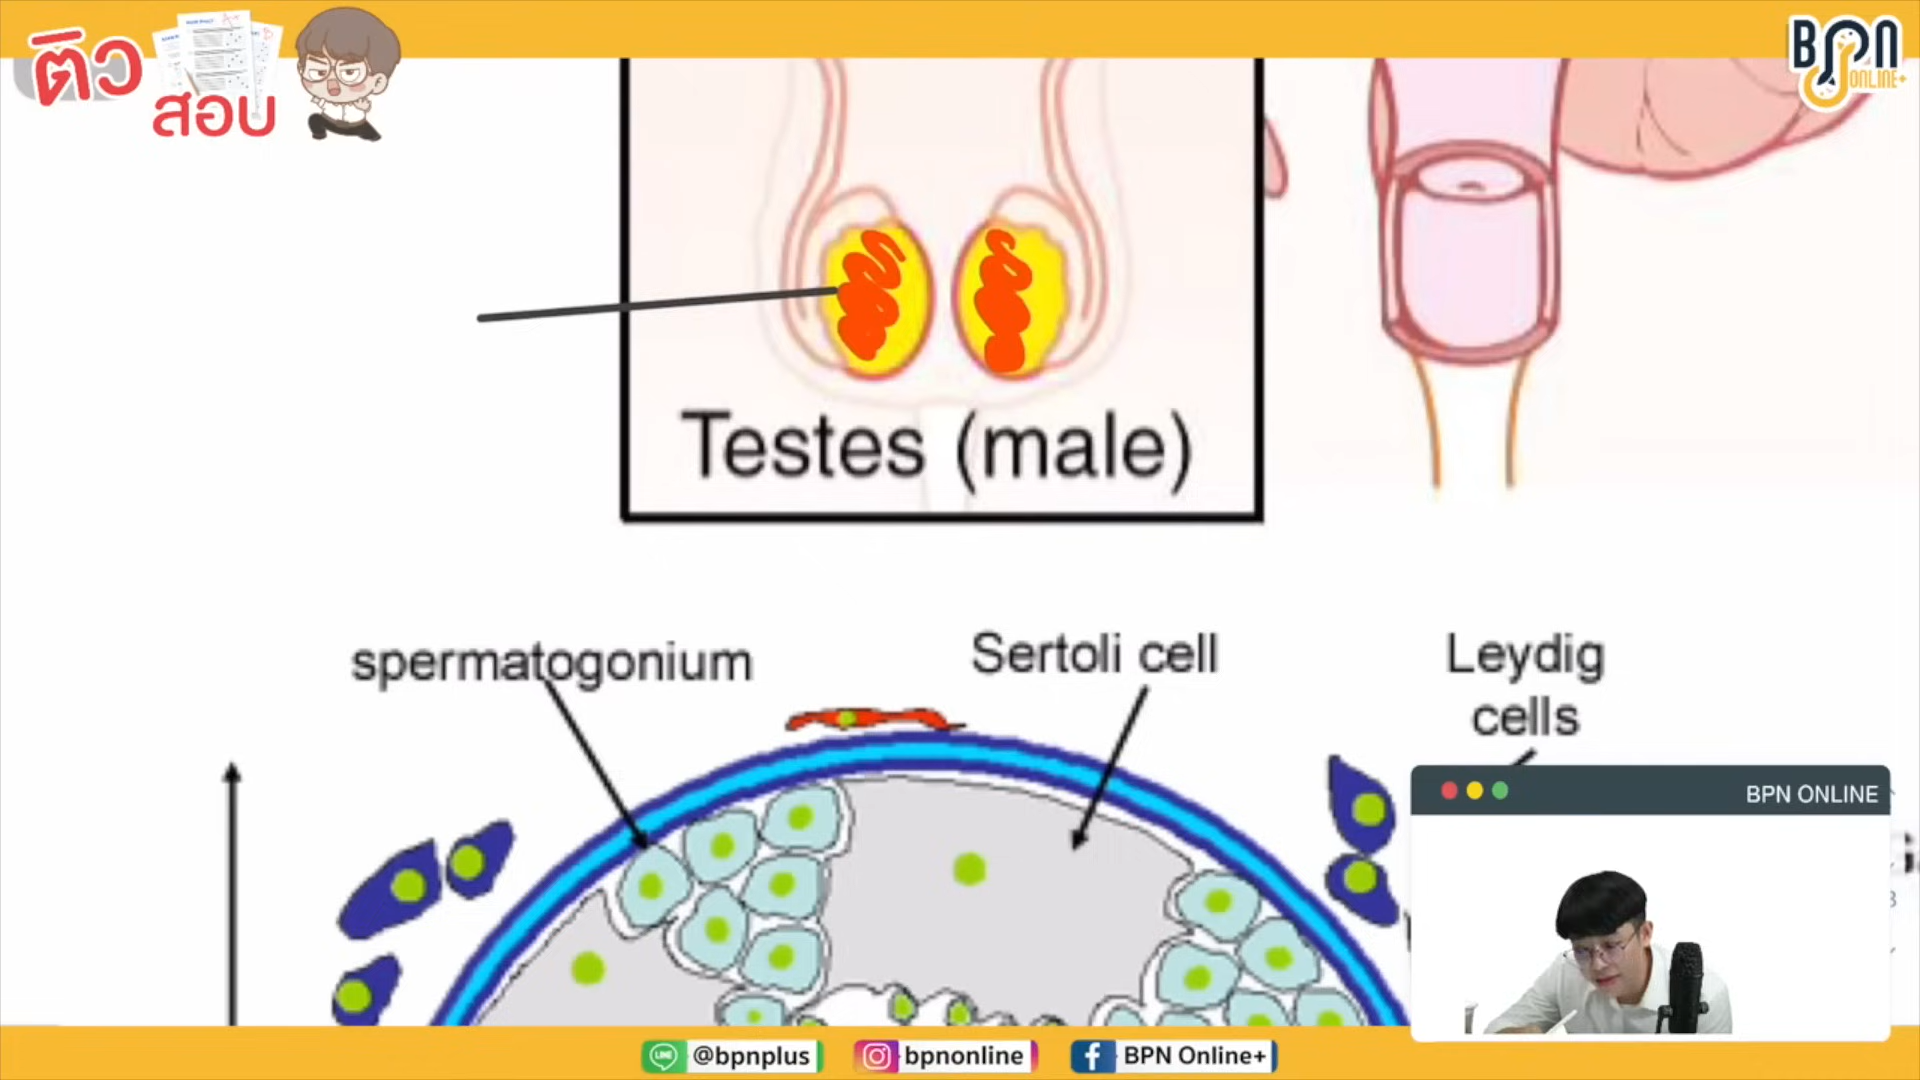 ติว
สอบ
BPN
ONLINE+
Testes (male)
spermatogonium
Sertoli cell
Leydig
cells
BPN ONLINE
LINE
@bpnplus
bpnonline
BPN Online+